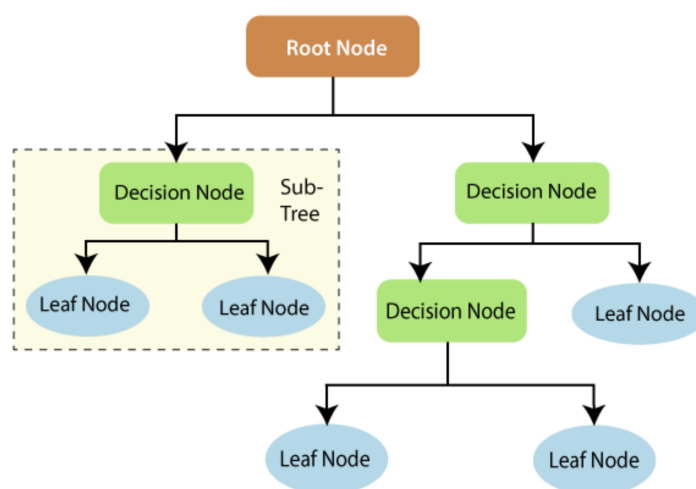 Root Node
Decision Node
Sub-
Tree
Decision Node
Leaf Node
Leaf Node
Decision Node
Leaf Node
Leaf Node
Leaf Node